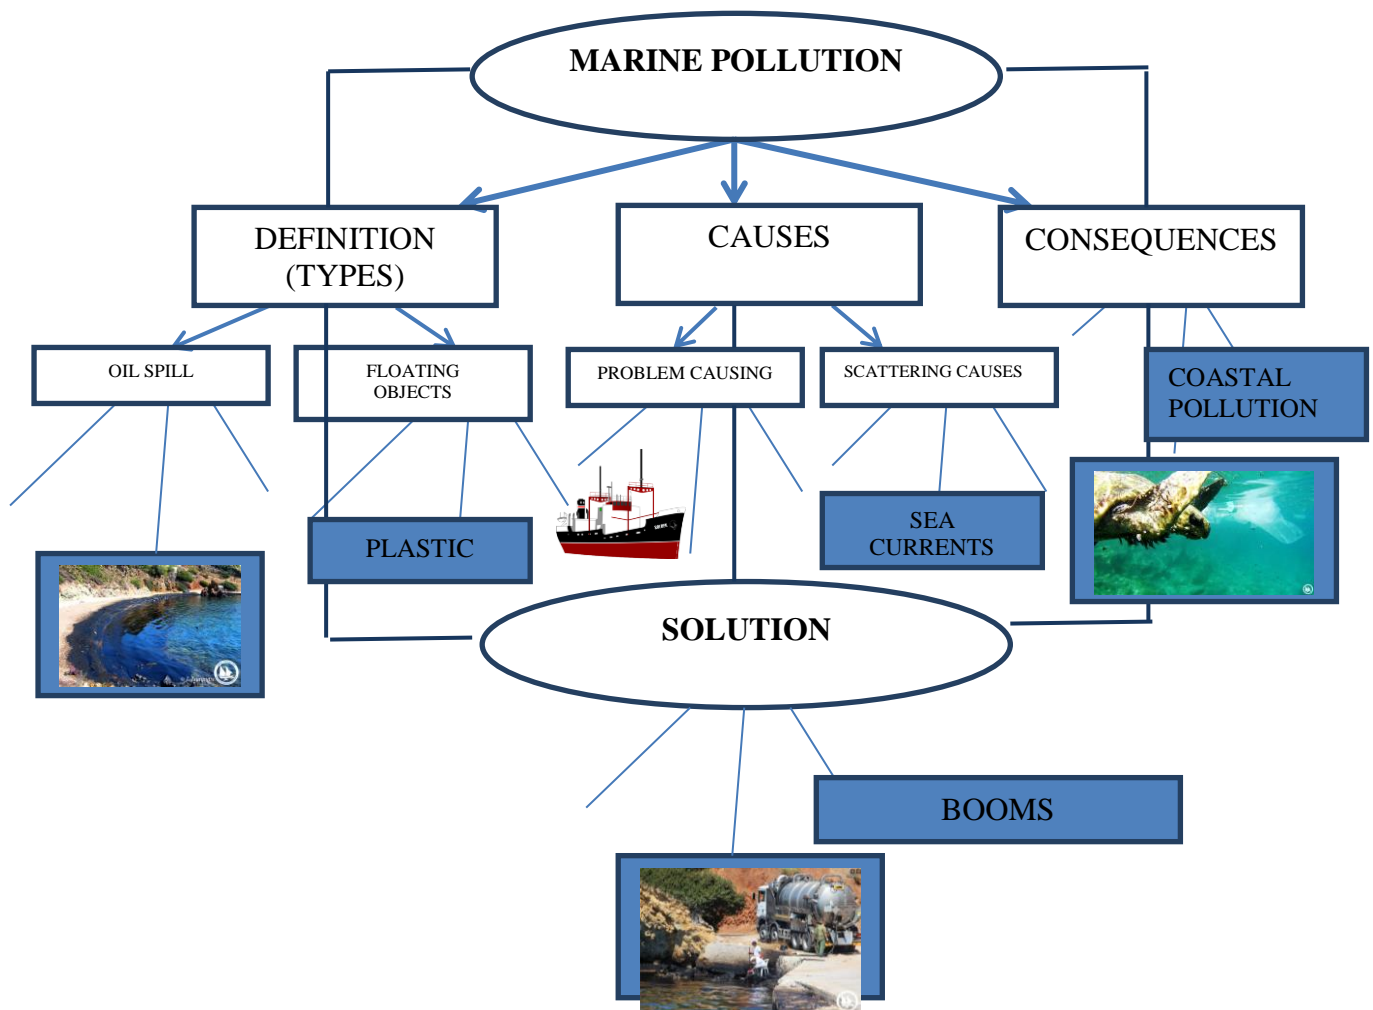 MARINE POLLUTION
DEFINITION
(TYPES)
CAUSES
CONSEQUENCES
OIL SPILL
FLOATING
OBJECTS
PROBLEM CAUSING
SCATTERING CAUSES
COASTAL
POLLUTION
PLASTIC
SEA
CURRENTS
SOLUTION
BOOMS